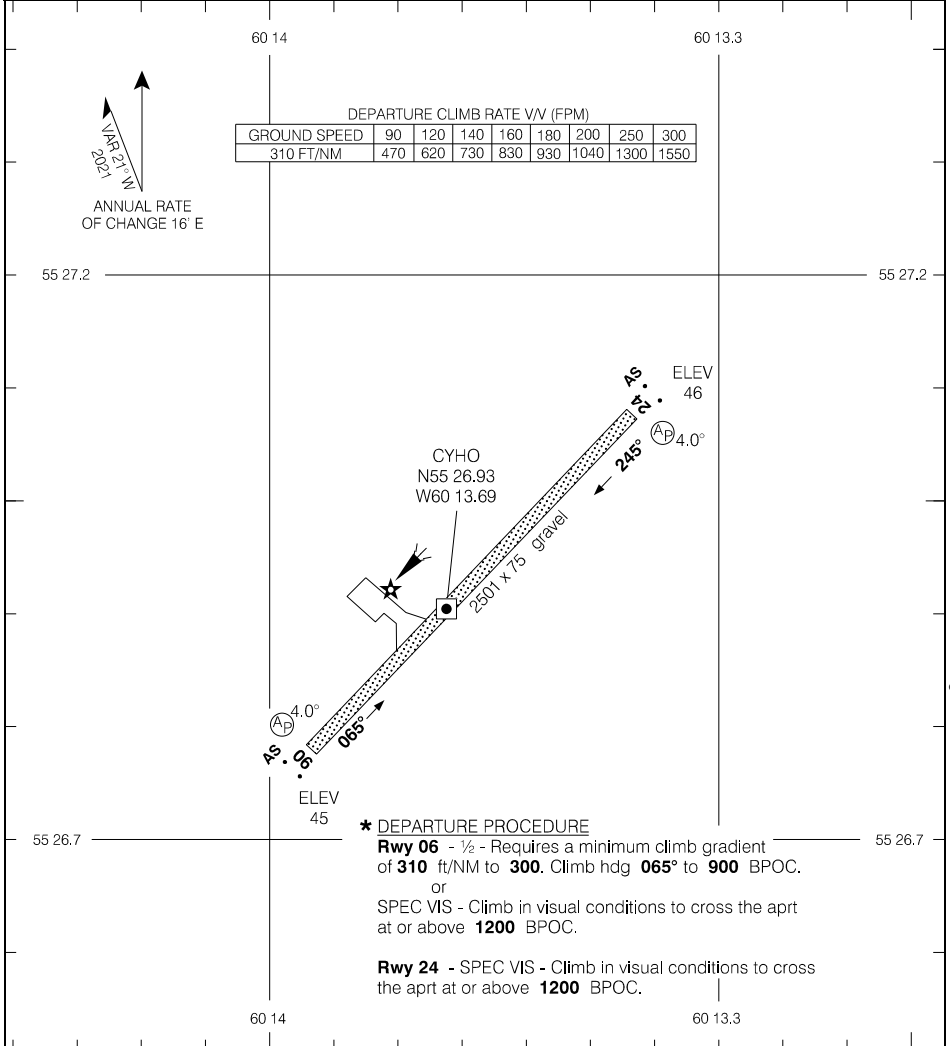 60 14 60 13.3
VAR 21° W
2021
ANNUAL RATE
OF CHANGE 16' E
DEPARTURE CLIMB RATE V/V (FPM)
GROUND SPEED 90 120 140 160 180 200 250 300
310 FT/NM 470 620 730 830 930 1040 1300 1550
55 27.2 55 27.2
AS
ELEV
46
24
AP 4.0°
245°
CYHO
N55 26.93
W60 13.69
2501 x 75 gravel
AP 4.0°
065°
AS
06
ELEV
45
55 26.7 55 26.7
* DEPARTURE PROCEDURE
Rwy 06 - ½ - Requires a minimum climb gradient
of 310 ft/NM to 300. Climb hdg 065° to 900 BPOC.
or
SPEC VIS - Climb in visual conditions to cross the aprt
at or above 1200 BPOC.
Rwy 24 - SPEC VIS - Climb in visual conditions to cross
the aprt at or above 1200 BPOC.
60 14 60 13.3